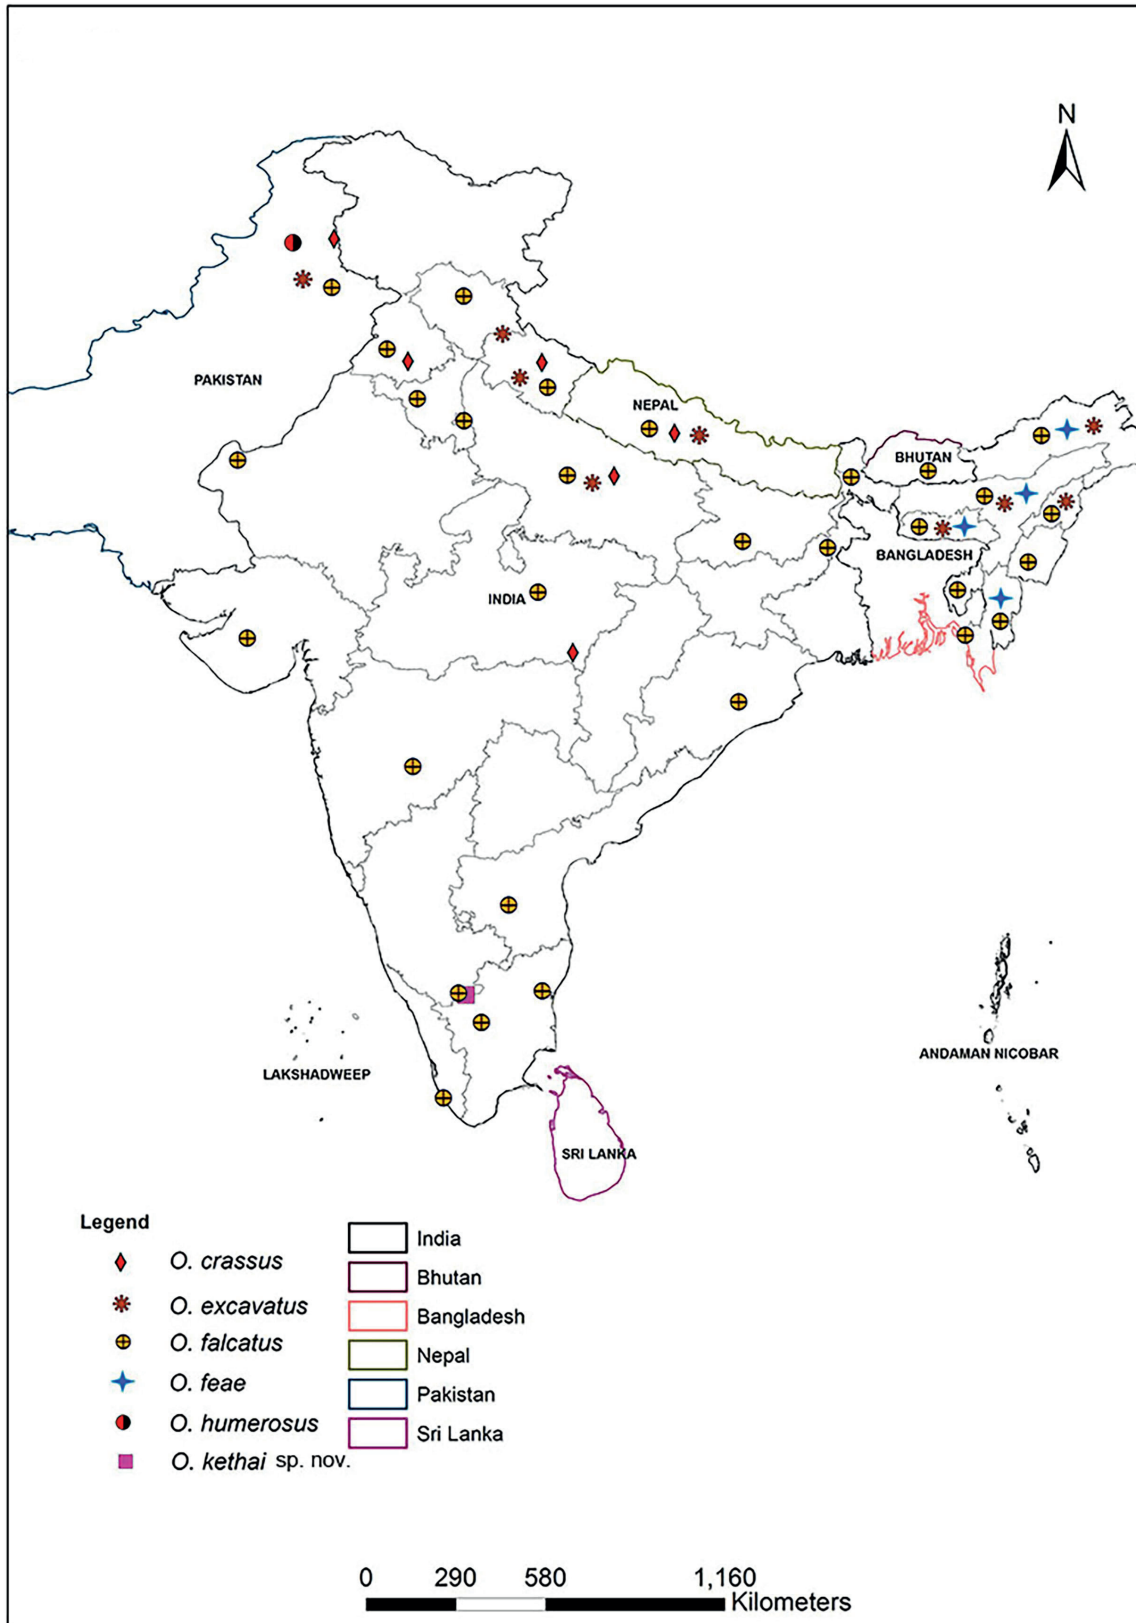 N
PAKISTAN
NEPAL
BHUTAN
BANGLADESH
INDIA
LAKSHADWEEP
ANDAMAN NICOBAR
SRI LANKA
Legend
O. crassus
O. excavatus
O. falcatus
O. feae
O. humerosus
O. kethai sp. nov.
India
Bhutan
Bangladesh
Nepal
Pakistan
Sri Lanka
0 290 580 1,160
Kilometers